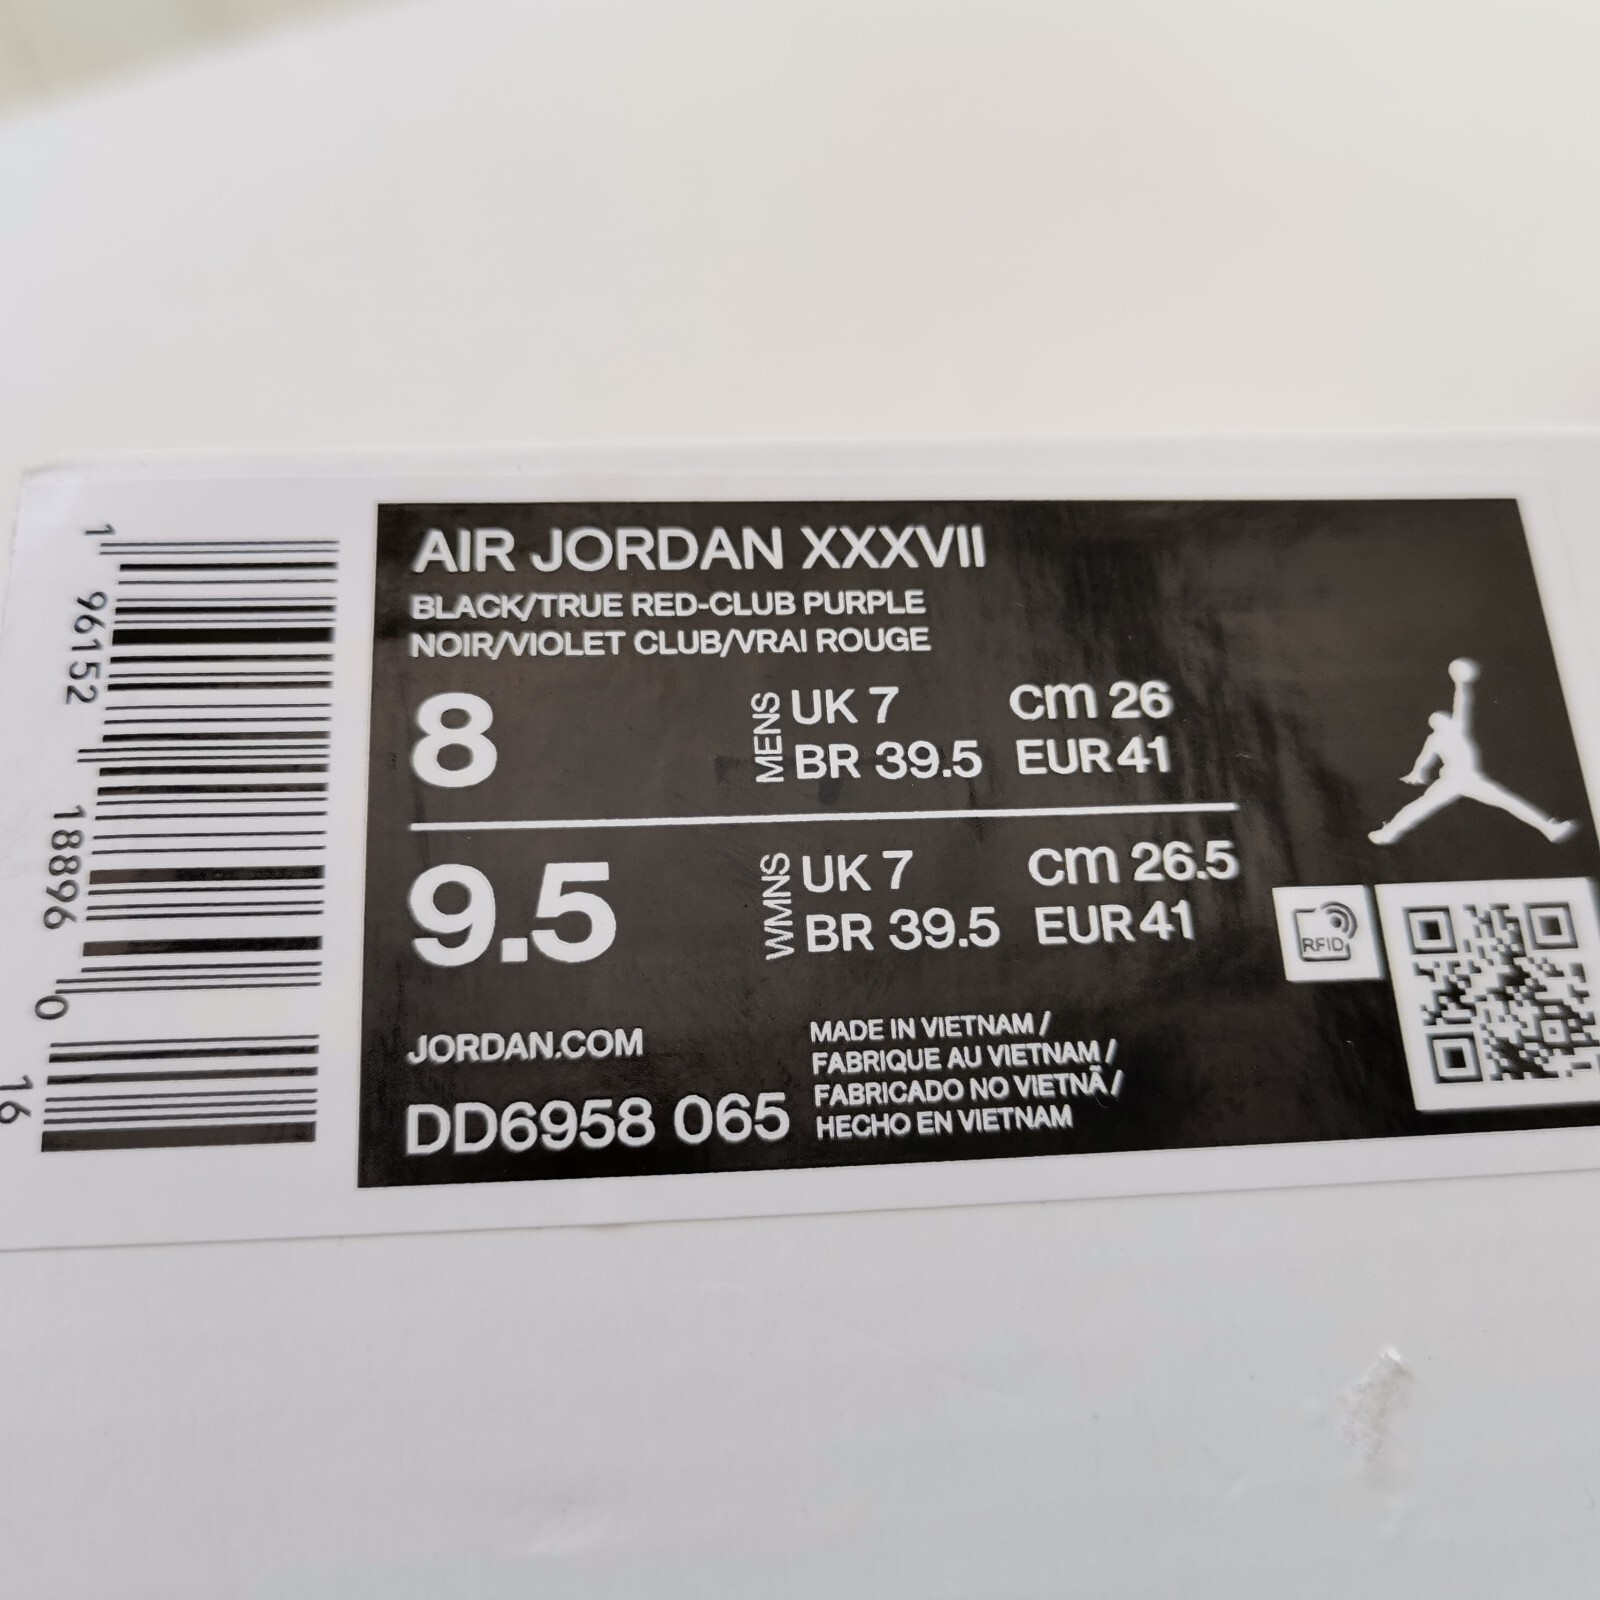 AIR JORDAN XXXVII
BLACK/TRUE RED-CLUB PURPLE
NOIR/VIOLET CLUB/VRAI ROUGE
8
MENS
UK 7 cm 26
BR 39.5 EUR 41
9.5
WMNS
UK 7 cm 26.5
BR 39.5 EUR 41
JORDAN.COM
DD6958 065
MADE IN VIETNAM /
FABRIQUE AU VIETNAM /
FABRICADO NO VIETNÃ /
HECHO EN VIETNAM
RFID
1 96152 18896 0 16